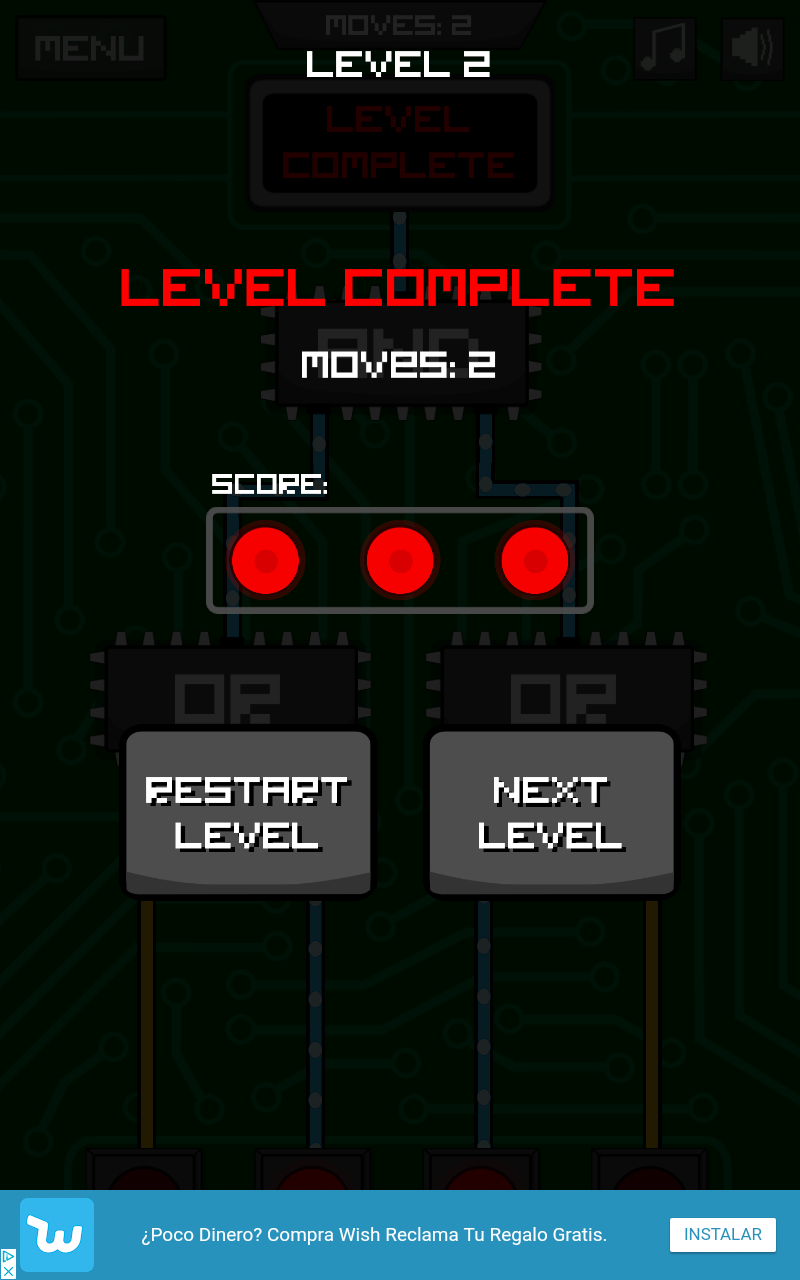 MENU
MOVES: 2
LEVEL 2
LEVEL
COMPLETE
LEVEL COMPLETE
AND
MOVES: 2
SCORE:
OR
OR
RESTART
LEVEL
NEXT
LEVEL
¿Poco Dinero? Compra Wish Reclama Tu Regalo Gratis.
INSTALAR